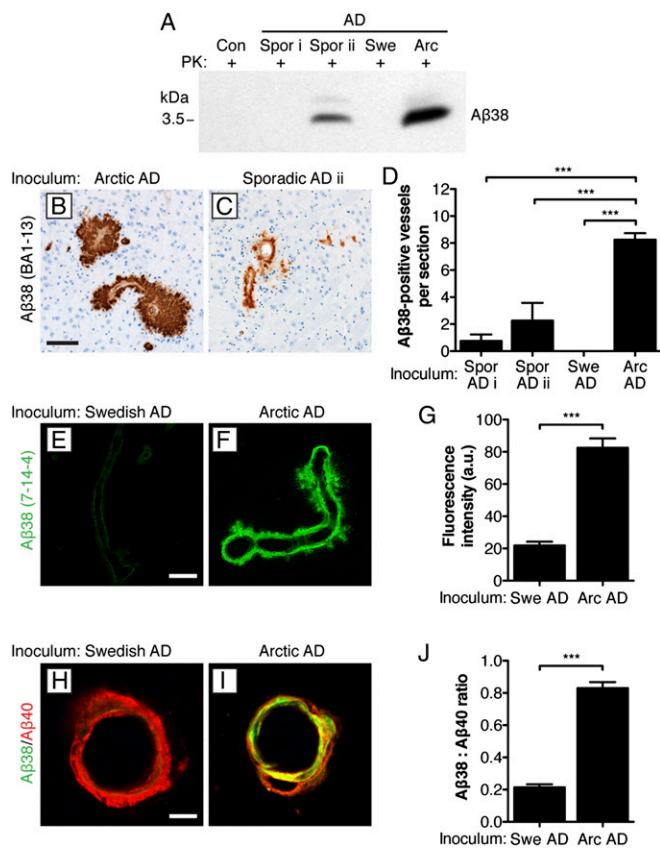 A
AD
Con Spor i Spor ii Swe Arc
PK: + + + + +
kDa
3.5–
Aβ38
Inoculum: Arctic AD
Sporadic AD ii
B
C
Aβ38 (BA1-13)
D
***
***
***
Aβ38-positive vessels
per section
12
10
8
6
4
2
0
Inoculum: Spor AD i Spor AD ii Swe AD Arc AD
Inoculum: Swedish AD
Arctic AD
E
F
Aβ38 (7-14-4)
G
***
Fluorescence
intensity (a.u.)
100
80
60
40
20
0
Inoculum: Swe AD Arc AD
Inoculum: Swedish AD
Arctic AD
H
I
Aβ38/Aβ40
J
***
Aβ38 : Aβ40 ratio
1.0
0.8
0.6
0.4
0.2
0.0
Inoculum: Swe AD Arc AD